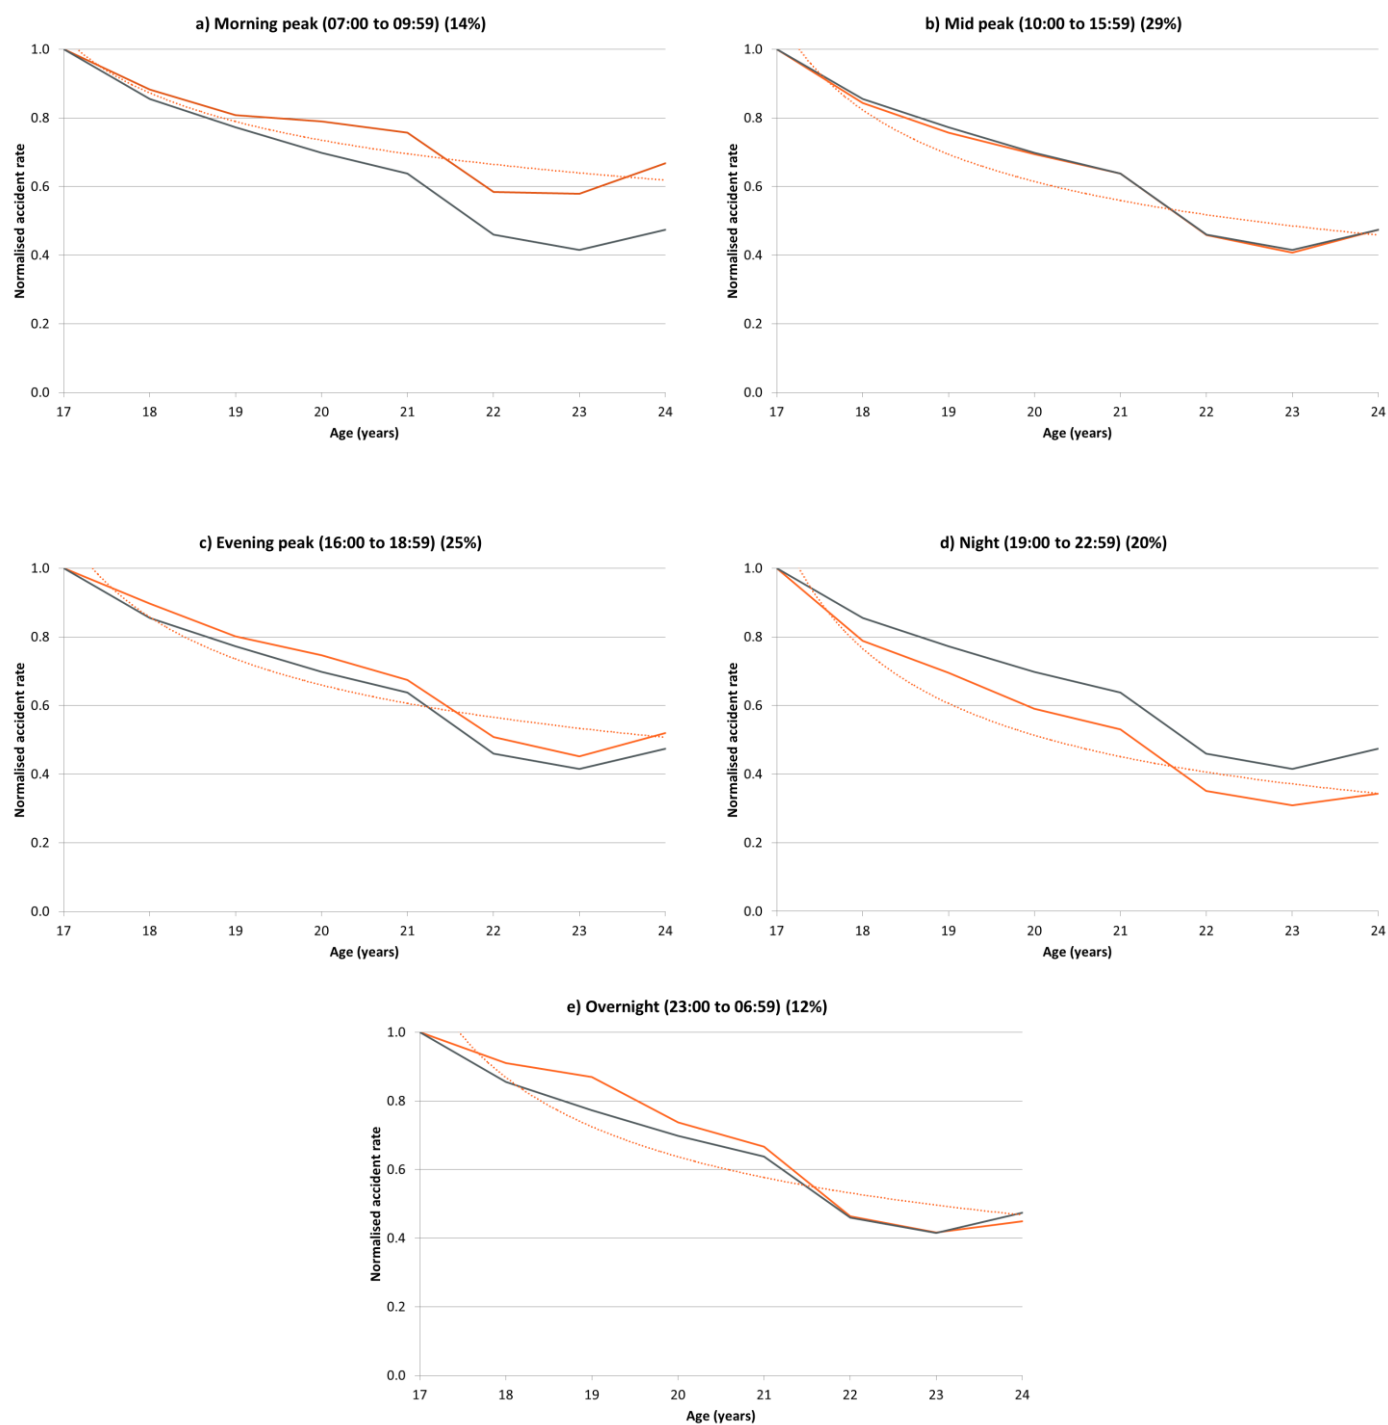 a) Morning peak (07:00 to 09:59) (14%)
1.0
0.8
0.6
0.4
0.2
0.0
Normalised accident rate
17 18 19 20 21 22 23 24
Age (years)
b) Mid peak (10:00 to 15:59) (29%)
1.0
0.8
0.6
0.4
0.2
0.0
Normalised accident rate
17 18 19 20 21 22 23 24
Age (years)
c) Evening peak (16:00 to 18:59) (25%)
1.0
0.8
0.6
0.4
0.2
0.0
Normalised accident rate
17 18 19 20 21 22 23 24
Age (years)
d) Night (19:00 to 22:59) (20%)
1.0
0.8
0.6
0.4
0.2
0.0
Normalised accident rate
17 18 19 20 21 22 23 24
Age (years)
e) Overnight (23:00 to 06:59) (12%)
1.0
0.8
0.6
0.4
0.2
0.0
Normalised accident rate
17 18 19 20 21 22 23 24
Age (years)